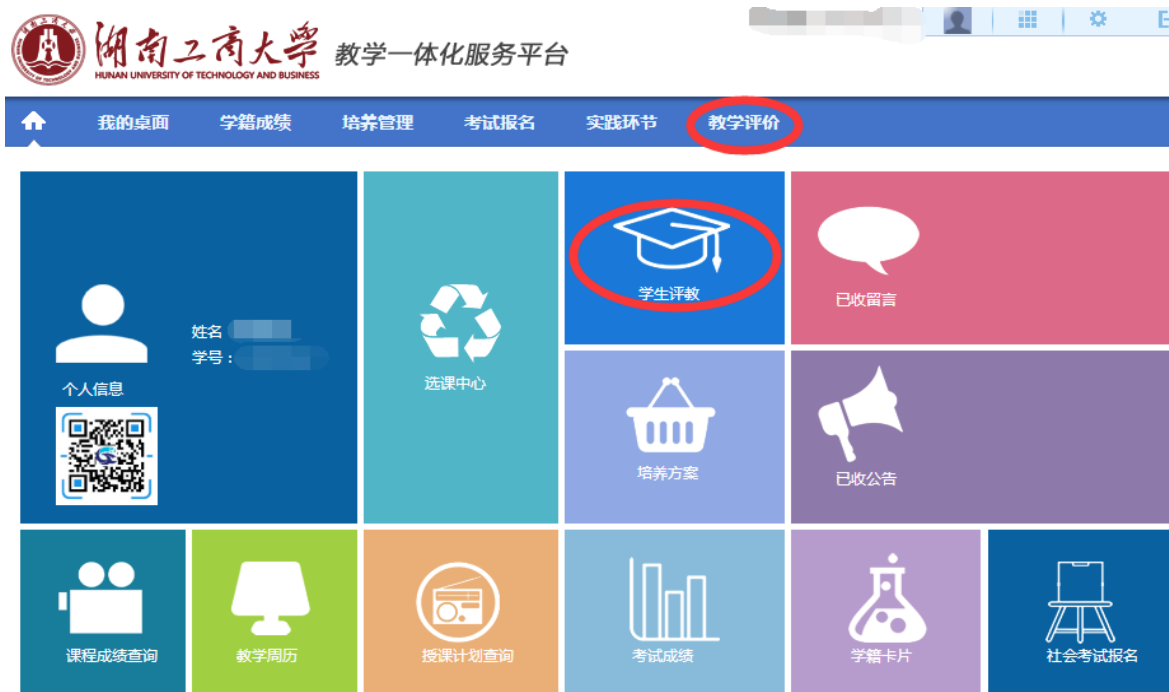 湖南工商大學
HUNAN UNIVERSITY OF TECHNOLOGY AND BUSINESS
教学一体化服务平台
我的桌面 学籍成绩 培养管理 考试报名 实践环节 教学评价
姓名
学号：
个人信息
选课中心
学生评教
已收留言
培养方案
已收公告
课程成绩查询
教学周历
授课计划查询
考试成绩
学籍卡片
社会考试报名